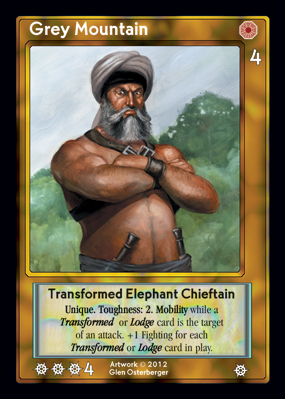 Grey Mountain
4
Transformed Elephant Chieftain
Unique. Toughness: 2. Mobility while a
Transformed or Lodge card is the target
of an attack. +1 Fighting for each
Transformed or Lodge card in play.
4
Artwork © 2012
Glen Osterberger